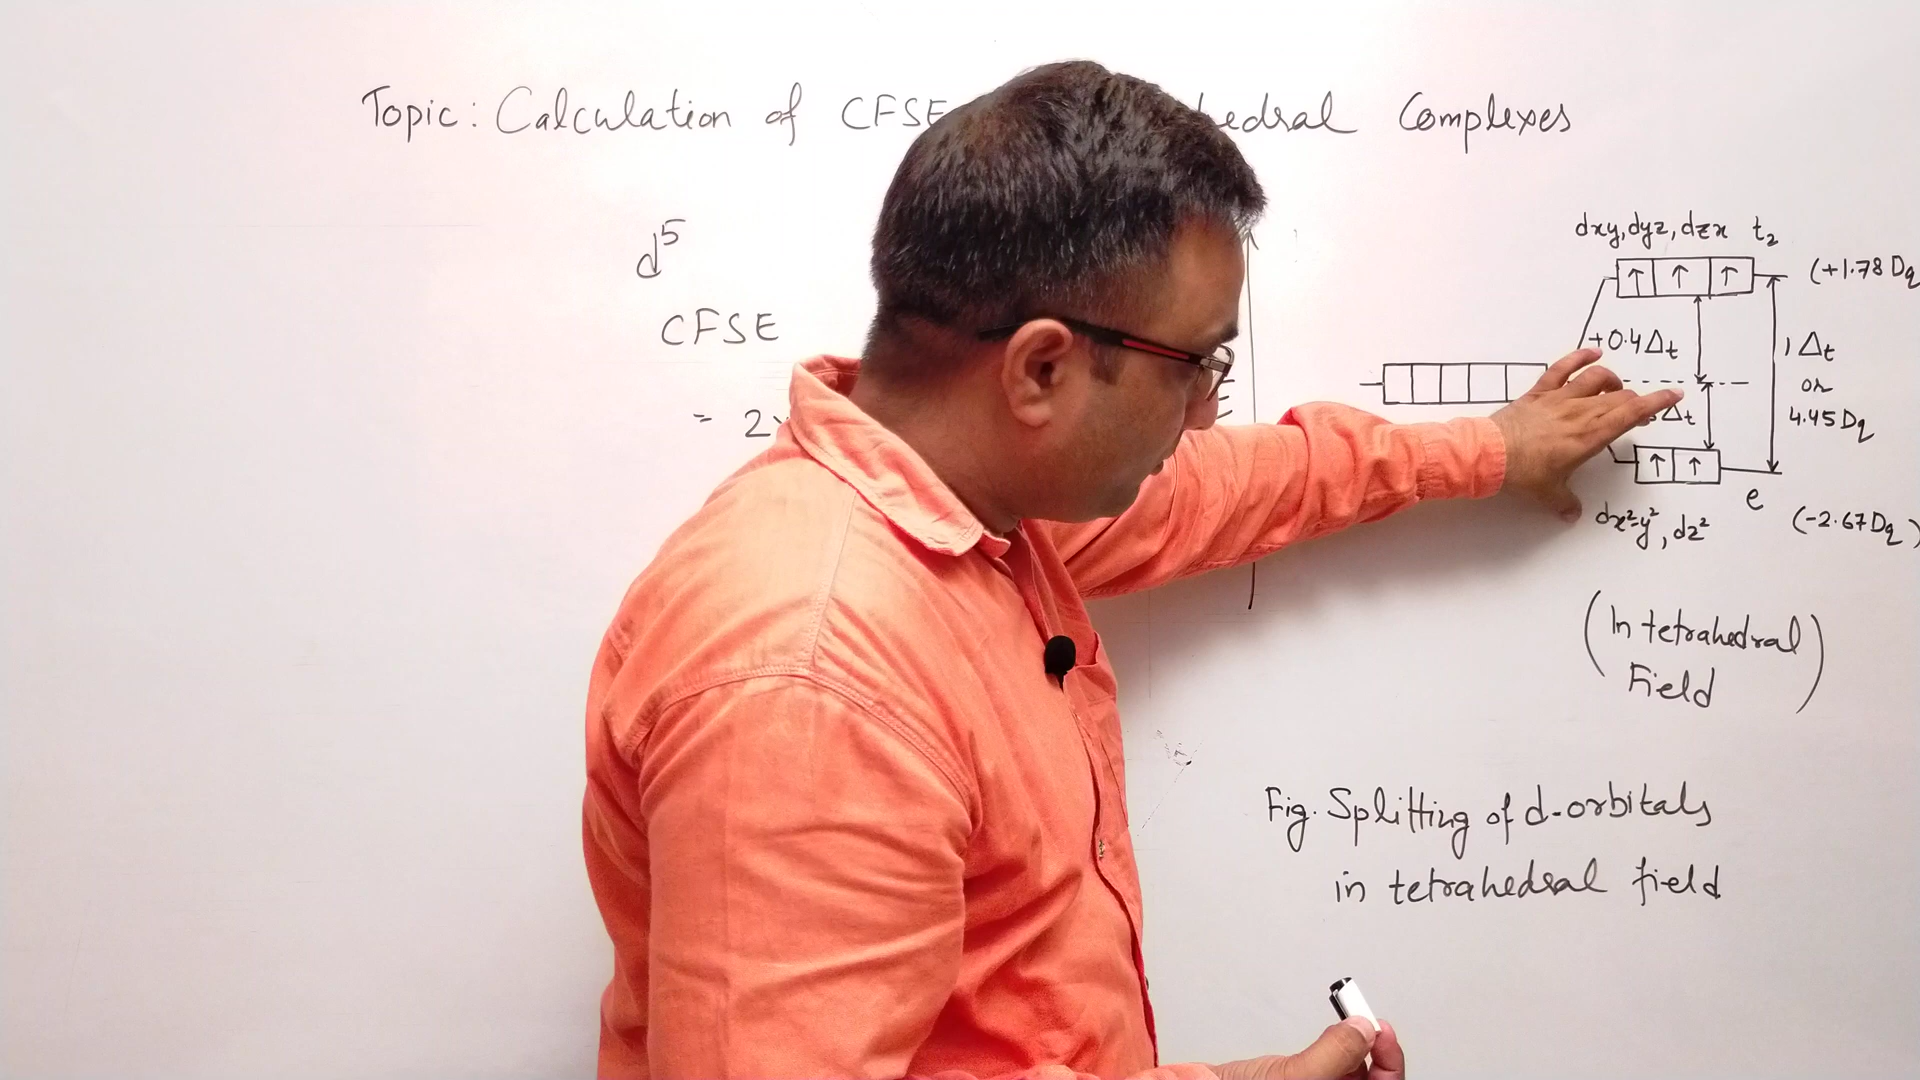 Topic: Calculation of CFSE edral Complexes
d⁵
CFSE
= 2
dxy, dyz, dzx t₂
↑ ↑ ↑ (+1.78 Dq
+0.4Δt
1 Δt
or
Δt
4.45 Dq
↑ ↑
e
dx²-y², dz² (-2.67 Dq)
(In tetrahedral)
Field
Fig. Splitting of d-orbitals
in tetrahedral field